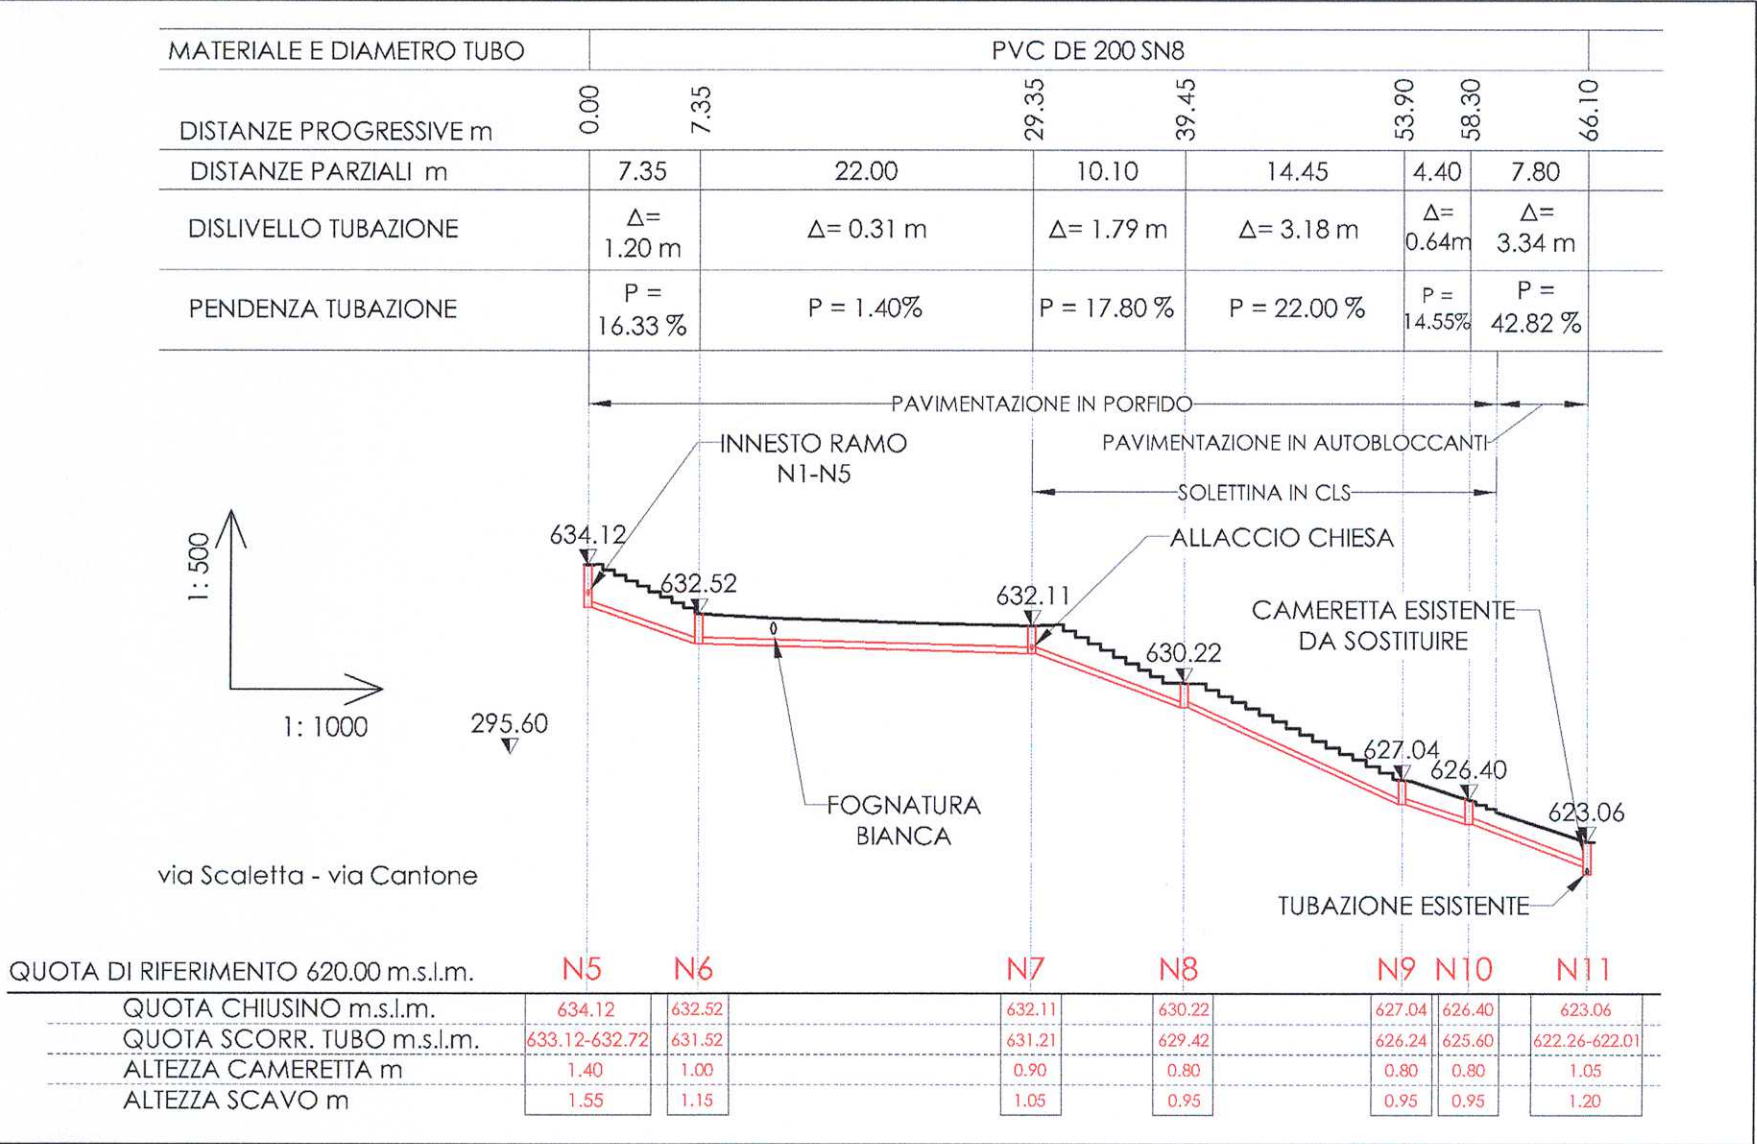 MATERIALE E DIAMETRO TUBO PVC DE 200 SN8
DISTANZE PROGRESSIVE m 0.00 7.35 29.35 39.45 53.90 58.30 66.10
DISTANZE PARZIALI m 7.35 22.00 10.10 14.45 4.40 7.80
DISLIVELLO TUBAZIONE Δ= 1.20 m Δ= 0.31 m Δ= 1.79 m Δ= 3.18 m Δ= 0.64m Δ= 3.34 m
PENDENZA TUBAZIONE P = 16.33 % P = 1.40% P = 17.80 % P = 22.00 % P = 14.55% P = 42.82 %
PAVIMENTAZIONE IN PORFIDO
INNESTO RAMO
N1-N5
PAVIMENTAZIONE IN AUTOBLOCCANTI
SOLETTINA IN CLS
634.12
ALLACCIO CHIESA
1: 500
632.52
632.11
CAMERETTA ESISTENTE
DA SOSTITUIRE
630.22
1: 1000
295.60
627.04
626.40
FOGNATURA
BIANCA
623.06
via Scaletta - via Cantone
TUBAZIONE ESISTENTE
QUOTA DI RIFERIMENTO 620.00 m.s.l.m. N5 N6 N7 N8 N9 N10 N11
QUOTA CHIUSINO m.s.l.m. 634.12 632.52 632.11 630.22 627.04 626.40 623.06
QUOTA SCORR. TUBO m.s.l.m. 633.12-632.72 631.52 631.21 629.42 626.24 625.60 622.26-622.01
ALTEZZA CAMERETTA m 1.40 1.00 0.90 0.80 0.80 0.80 1.05
ALTEZZA SCAVO m 1.55 1.15 1.05 0.95 0.95 0.95 1.20